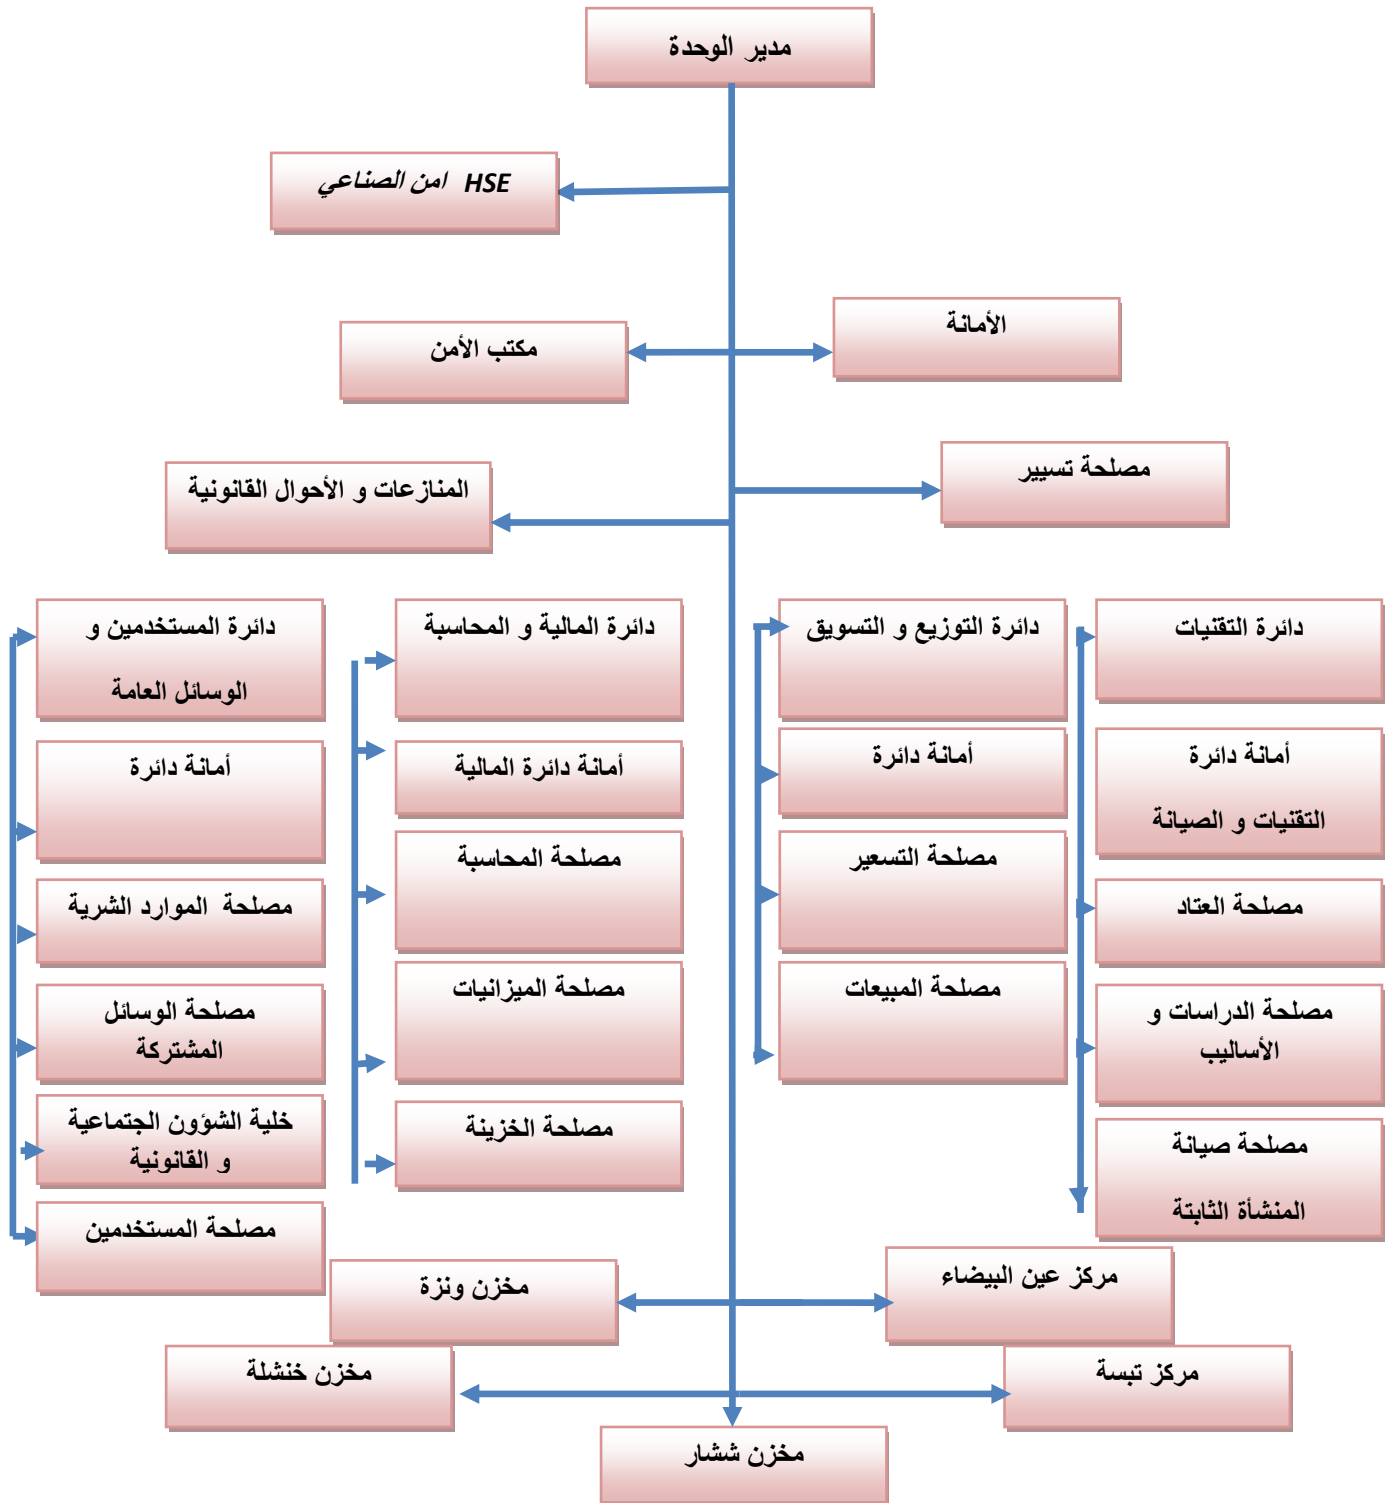 مدير الوحدة
HSE امن الصناعي
الأمانة
مكتب الأمن
مصلحة تسيير
المنازعات و الأحوال القانونية
دائرة التقنيات
أمانة دائرة
التقنيات و الصيانة
مصلحة العتاد
مصلحة الدراسات و
الأساليب
مصلحة صيانة
المنشأة الثابتة
دائرة التوزيع و التسويق
أمانة دائرة
مصلحة التسعير
مصلحة المبيعات
دائرة المالية و المحاسبة
أمانة دائرة المالية
مصلحة المحاسبة
مصلحة الميزانيات
مصلحة الخزينة
دائرة المستخدمين و
الوسائل العامة
أمانة دائرة
مصلحة الموارد الشرية
مصلحة الوسائل
المشتركة
خلية الشؤون الجتماعية
و القانونية
مصلحة المستخدمين
مركز عين البيضاء
مخزن ونزة
مركز تبسة
مخزن خنشلة
مخزن ششار